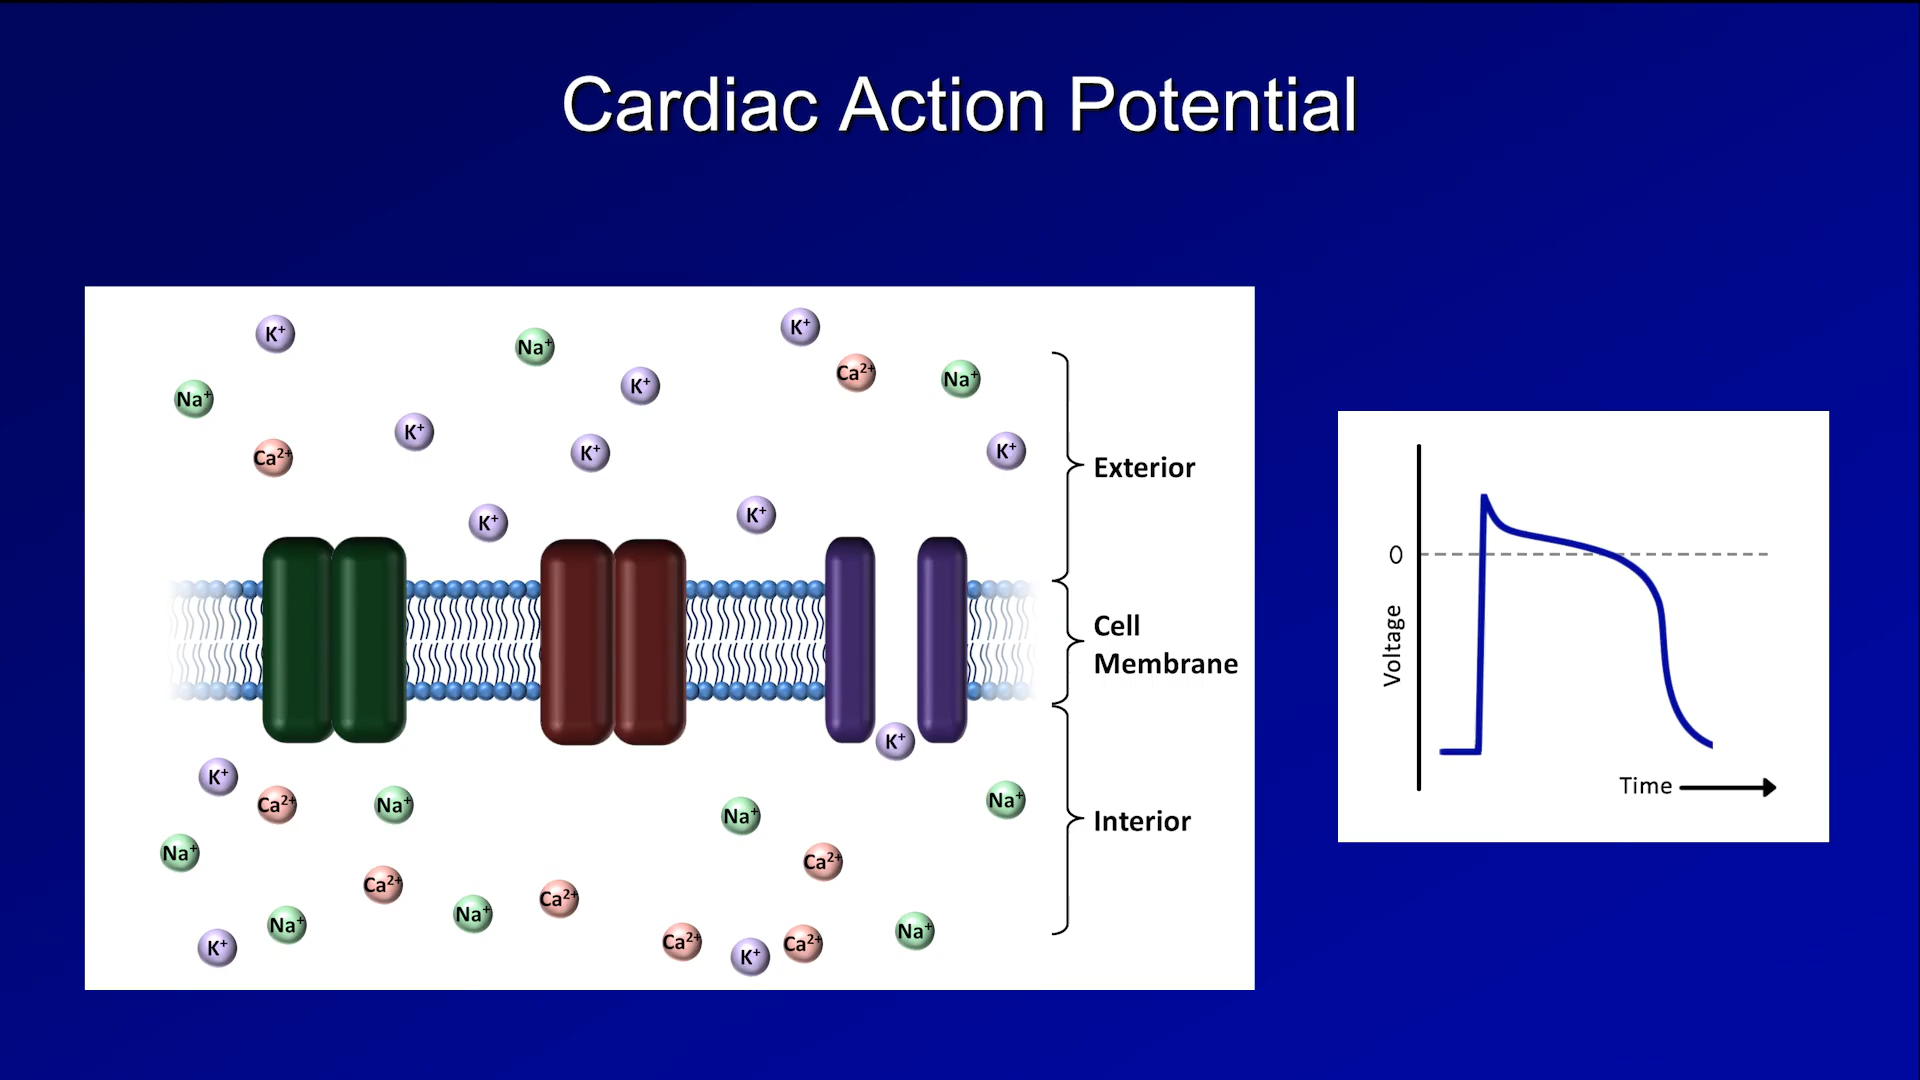 Cardiac Action Potential
K⁺
Na⁺
K⁺
Ca²⁺
Na⁺
K⁺
Na⁺
K⁺
Ca²⁺
K⁺
K⁺
K⁺
K⁺
Exterior
Cell
Membrane
K⁺
K⁺
Ca²⁺
Na⁺
Na⁺
Na⁺
Interior
Na⁺
Ca²⁺
Ca²⁺
Ca²⁺
Na⁺
Na⁺
Na⁺
K⁺
Ca²⁺
K⁺
Ca²⁺
0
Voltage
Time